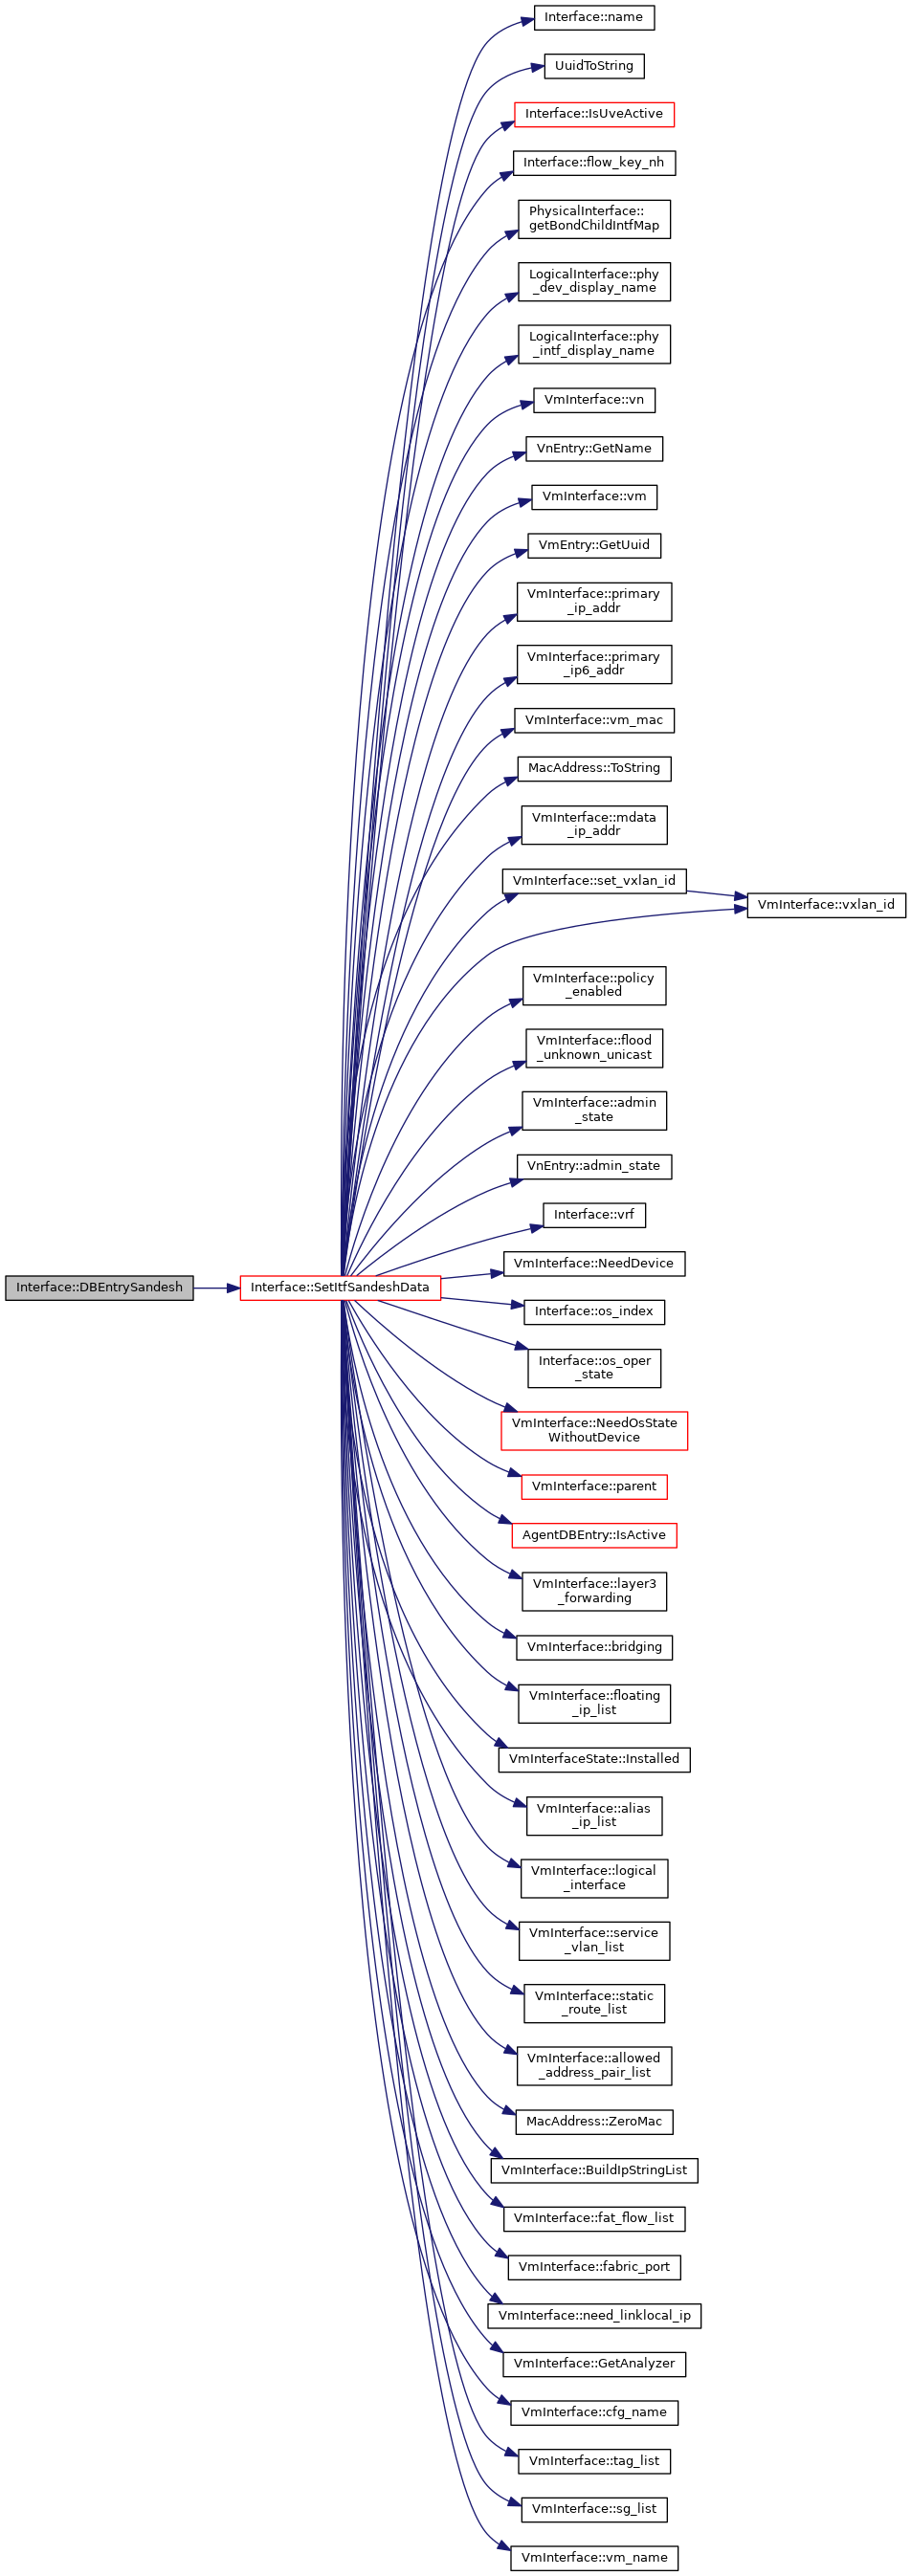 Interface::name
UuidToString
Interface::IsUveActive
Interface::flow_key_nh
PhysicalInterface::
getBondChildIntfMap
LogicalInterface::phy
_dev_display_name
LogicalInterface::phy
_intf_display_name
VmInterface::vn
VnEntry::GetName
VmInterface::vm
VmEntry::GetUuid
VmInterface::primary
_ip_addr
VmInterface::primary
_ip6_addr
VmInterface::vm_mac
MacAddress::ToString
VmInterface::mdata
_ip_addr
VmInterface::set_vxlan_id
VmInterface::vxlan_id
VmInterface::policy
_enabled
VmInterface::flood
_unknown_unicast
VmInterface::admin
_state
VnEntry::admin_state
Interface::vrf
VmInterface::NeedDevice
Interface::DBEntrySandesh
Interface::SetItfSandeshData
Interface::os_index
Interface::os_oper
_state
VmInterface::NeedOsState
WithoutDevice
VmInterface::parent
AgentDBEntry::IsActive
VmInterface::layer3
_forwarding
VmInterface::bridging
VmInterface::floating
_ip_list
VmInterfaceState::Installed
VmInterface::alias
_ip_list
VmInterface::logical
_interface
VmInterface::service
_vlan_list
VmInterface::static
_route_list
VmInterface::allowed
_address_pair_list
MacAddress::ZeroMac
VmInterface::BuildIpStringList
VmInterface::fat_flow_list
VmInterface::fabric_port
VmInterface::need_linklocal_ip
VmInterface::GetAnalyzer
VmInterface::cfg_name
VmInterface::tag_list
VmInterface::sg_list
VmInterface::vm_name